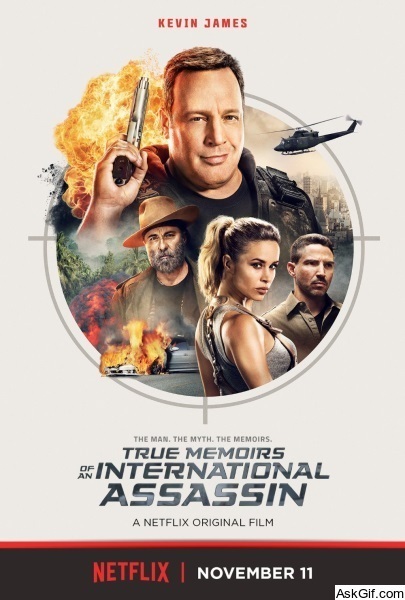 KEVIN JAMES
THE MAN. THE MYTH. THE MEMOIRS.
TRUE MEMOIRS
OF AN INTERNATIONAL
ASSASSIN
A NETFLIX ORIGINAL FILM
NETFLIX | NOVEMBER 11
AskGif.com